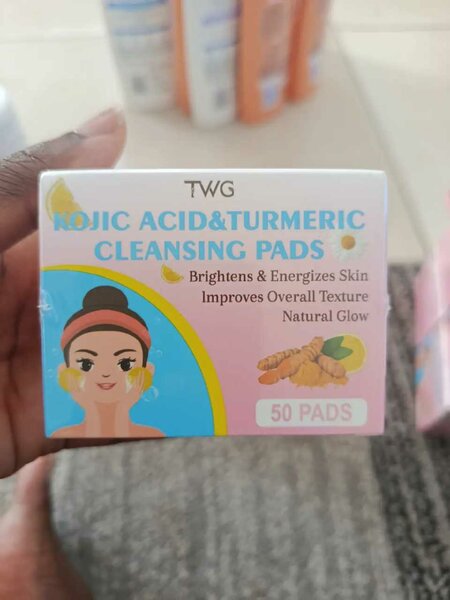 TWG
KOJIC ACID&TURMERIC
CLEANSING PADS
Brightens & Energizes Skin
Improves Overall Texture
Natural Glow
50 PADS